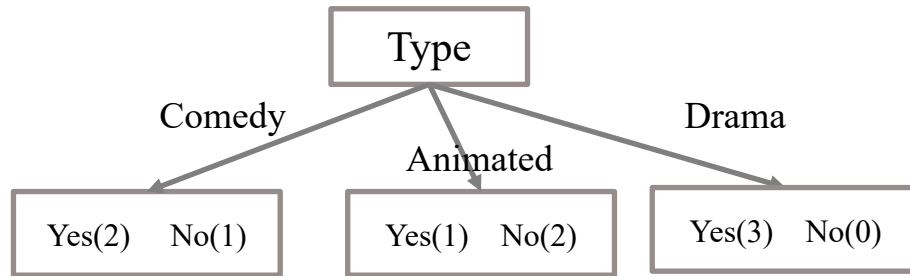 Type
Comedy
Drama
Animated
Yes(2) No(1)
Yes(1) No(2)
Yes(3) No(0)